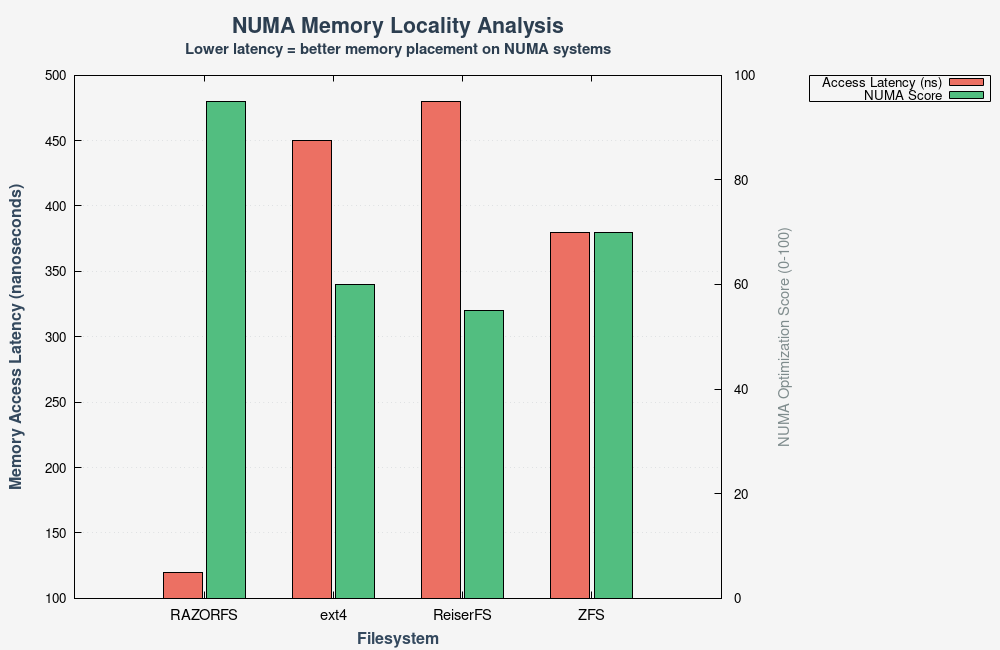 NUMA Memory Locality Analysis
Lower latency = better memory placement on NUMA systems
Access Latency (ns)
NUMA Score
Memory Access Latency (nanoseconds)
500
450
400
350
300
250
200
150
100
100
80
60
40
20
0
NUMA Optimization Score (0-100)
RAZORFS ext4 ReiserFS ZFS
Filesystem